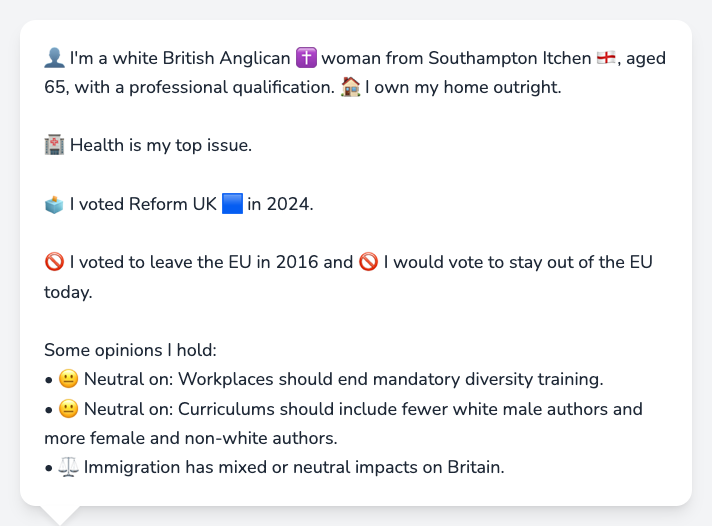 👤 I'm a white British Anglican ✝️ woman from Southampton Itchen 🏴󠁧󠁢󠁥󠁮󠁧󠁿, aged
65, with a professional qualification. 🏠 I own my home outright.
🏥 Health is my top issue.
🗳️ I voted Reform UK 🟦 in 2024.
🚫 I voted to leave the EU in 2016 and 🚫 I would vote to stay out of the EU
today.
Some opinions I hold:
• 😐 Neutral on: Workplaces should end mandatory diversity training.
• 😐 Neutral on: Curriculums should include fewer white male authors and
more female and non-white authors.
• ⚖️ Immigration has mixed or neutral impacts on Britain.